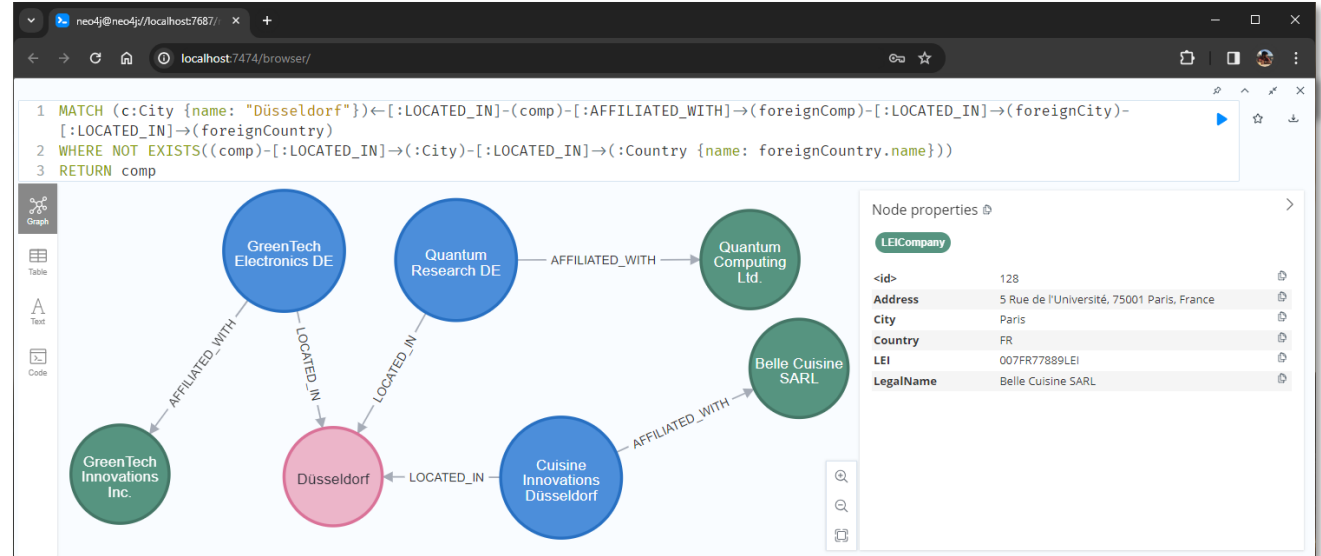 neo4j@neo4j://localhost:7687/
localhost:7474/browser/
1 MATCH (c:City {name: "Düsseldorf"})←[:LOCATED_IN]-(comp)-[:AFFILIATED_WITH]→(foreignComp)-[:LOCATED_IN]→(foreignCity)-
[:LOCATED_IN]→(foreignCountry)
2 WHERE NOT EXISTS((comp)-[:LOCATED_IN]→(:City)-[:LOCATED_IN]→(:Country {name: foreignCountry.name}))
3 RETURN comp
Graph
Table
Text
Code
GreenTech
Electronics DE
Quantum
Research DE
AFFILIATED_WITH
Quantum
Computing
Ltd.
AFFILIATED_WITH
LOCATED_IN
LOCATED_IN
Belle Cuisine
SARL
AFFILIATED_WITH
GreenTech
Innovations
Inc.
Düsseldorf
LOCATED_IN
Cuisine
Innovations
Düsseldorf
Node properties
LEICompany
<id> 128
Address 5 Rue de l'Université, 75001 Paris, France
City Paris
Country FR
LEI 007FR77889LEI
LegalName Belle Cuisine SARL